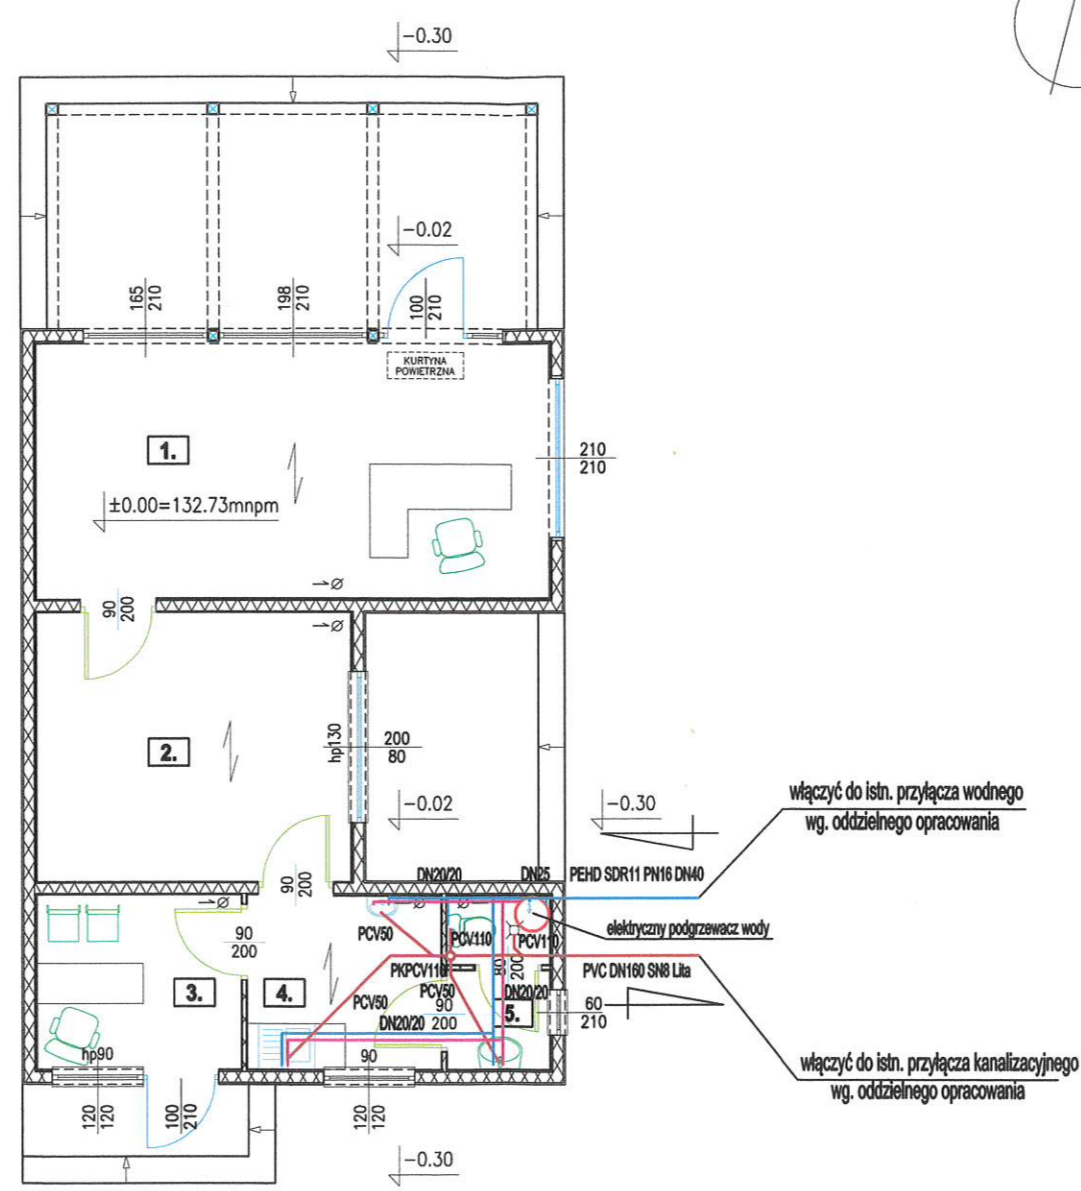 -0.30
-0.02
165
210
198
210
100
210
KURTYNA
POWIETRZNA
1.
210
210
±0.00=132.73mnpm
90
200
hp130
200
80
2.
-0.02
-0.30
włączyć do istn. przyłącza wodnego
wg. oddzielnego opracowania
90
200
DN20/20
DN25
PEHD SDR11 PN16 DN40
90
200
PCV50
PCV110
PCV110
elektryczny podgrzewacz wody
PKPCV110
80
200
PVC DN160 SN8 Lita
3.
4.
PCV50
PCV50
DN20/20
90
200
5.
60
210
DN20/20
hp90
90
włączyć do istn. przyłącza kanalizacyjnego
wg. oddzielnego opracowania
120
120
100
210
120
120
-0.30